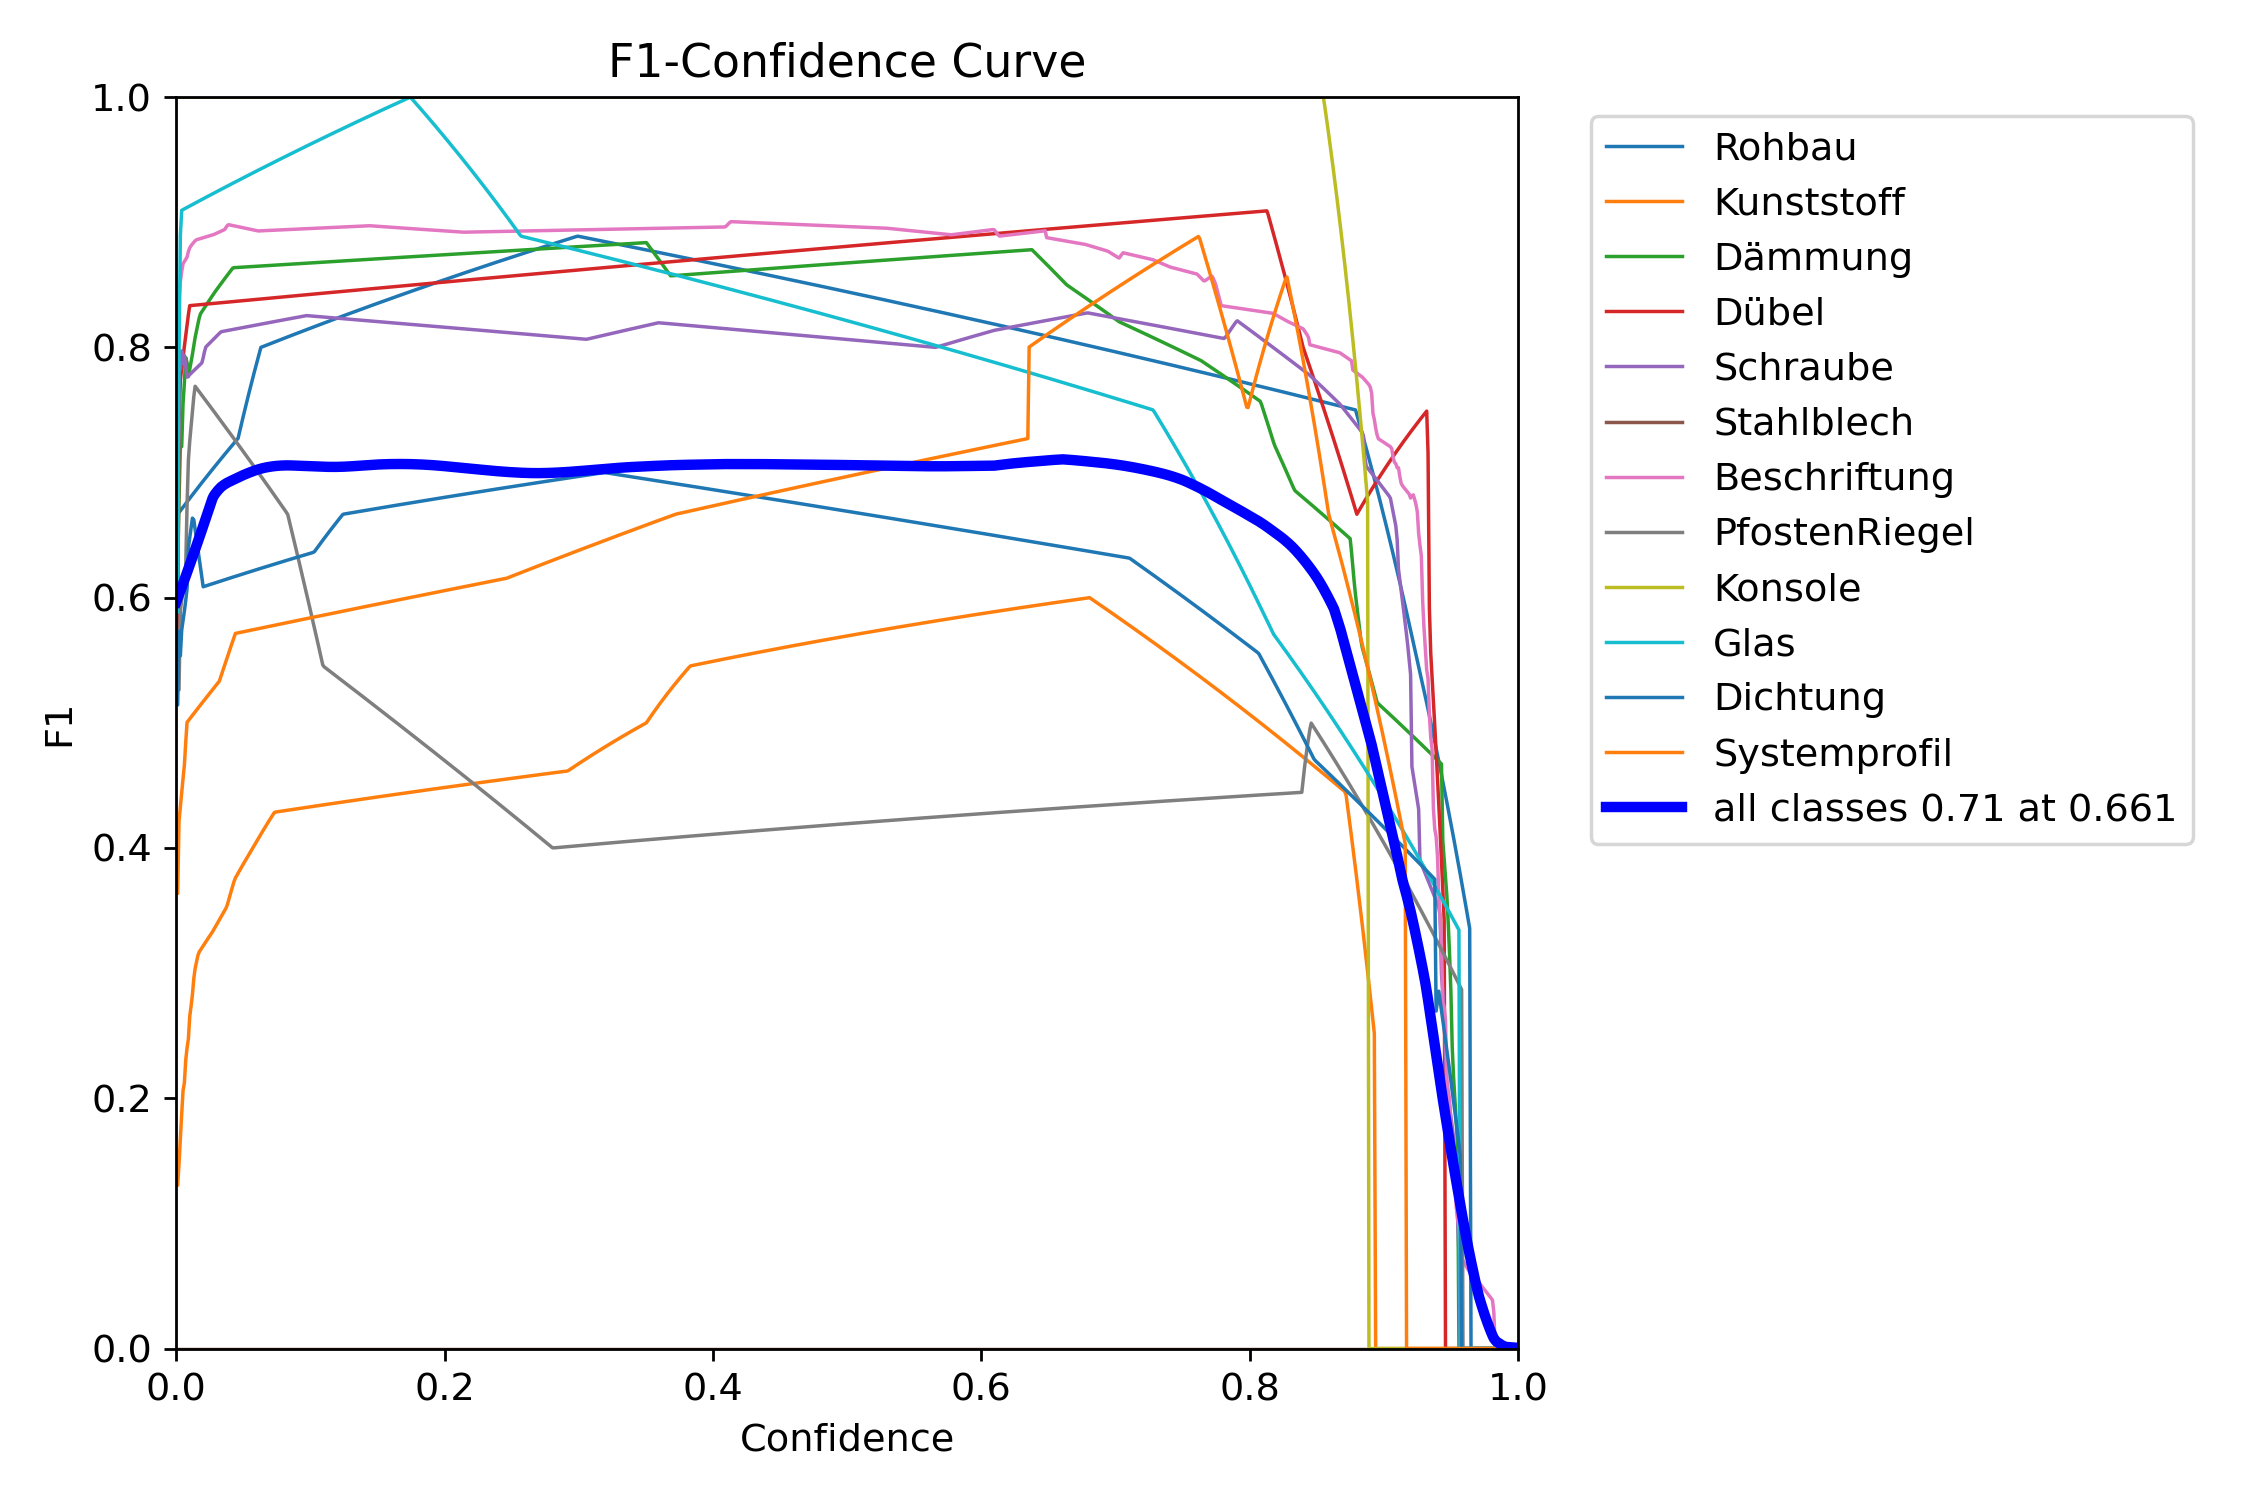 F1-Confidence Curve
1.0
0.8
0.6
0.4
0.2
0.0
F1
0.0 0.2 0.4 0.6 0.8 1.0
Confidence
Rohbau
Kunststoff
Dämmung
Dübel
Schraube
Stahlblech
Beschriftung
PfostenRiegel
Konsole
Glas
Dichtung
Systemprofil
all classes 0.71 at 0.661